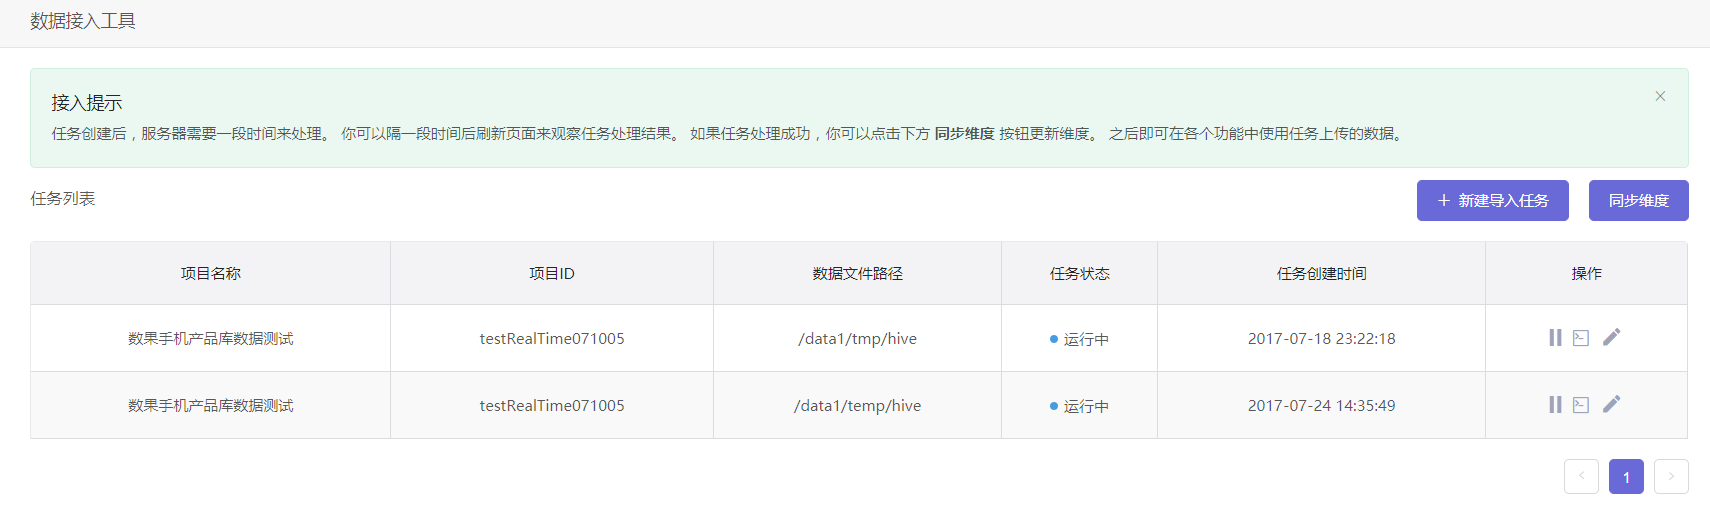 数据接入工具
接入提示
任务创建后，服务器需要一段时间来处理。 你可以隔一段时间后刷新页面来观察任务处理结果。 如果任务处理成功，你可以点击下方 同步维度 按钮更新维度。 之后即可在各个功能中使用任务上传的数据。
任务列表
+ 新建导入任务 同步维度
项目名称 项目ID 数据文件路径 任务状态 任务创建时间 操作
数果手机产品库数据测试 testRealTime071005 /data1/tmp/hive 运行中 2017-07-18 23:22:18
数果手机产品库数据测试 testRealTime071005 /data1/temp/hive 运行中 2017-07-24 14:35:49
1